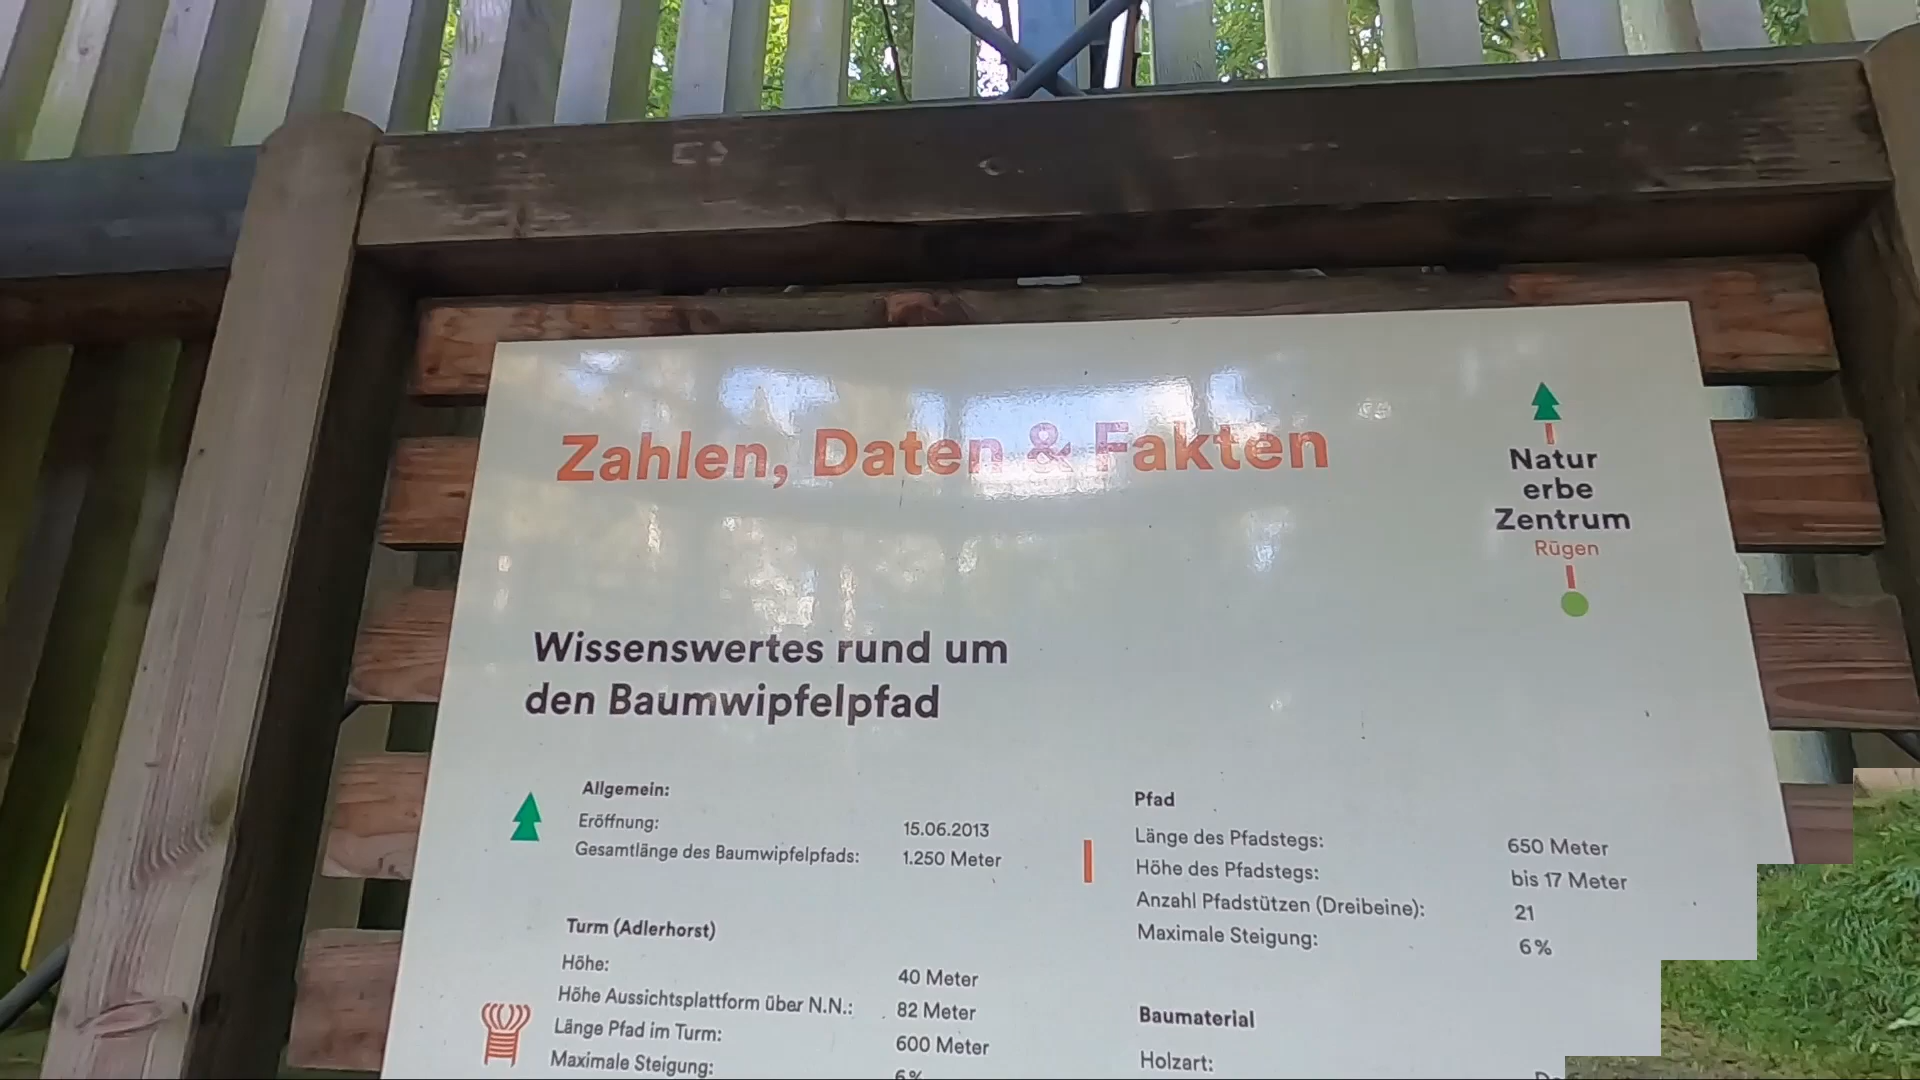 Zahlen, Daten & Fakten
Natur
erbe
Zentrum
Rügen
Wissenswertes rund um
den Baumwipfelpfad
Allgemein:
Eröffnung: 15.06.2013
Gesamtlänge des Baumwipfelpfads: 1.250 Meter
Turm (Adlerhorst)
Höhe: 40 Meter
Höhe Aussichtsplattform über N.N.: 82 Meter
Länge Pfad im Turm: 600 Meter
Maximale Steigung: 6%
Pfad
Länge des Pfadstegs: 650 Meter
Höhe des Pfadstegs: bis 17 Meter
Anzahl Pfadstützen (Dreibeine): 21
Maximale Steigung: 6%
Baumaterial
Holzart: